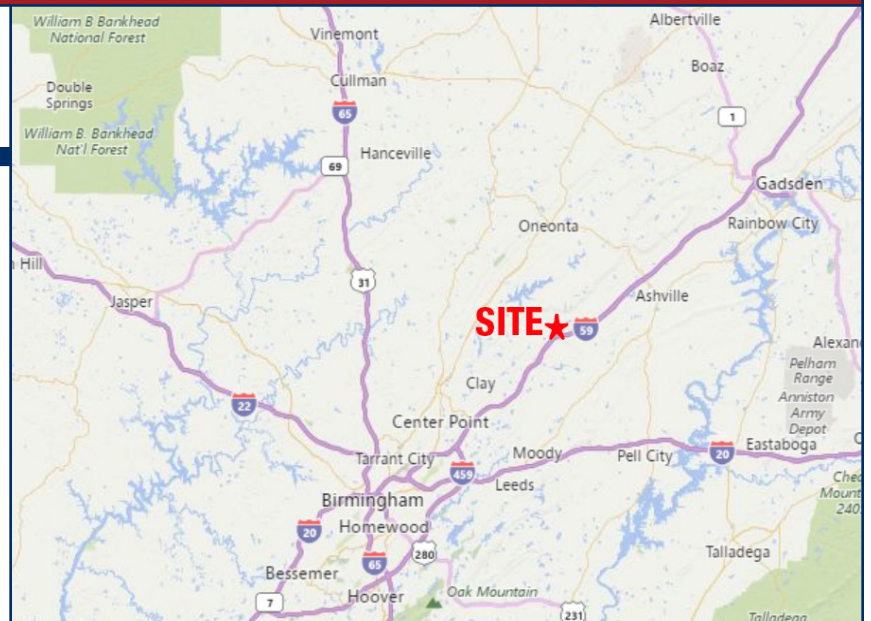 William B Bankhead
National Forest
Vinemont
Albertville
Double
Springs
Cullman
Boaz
65
1
William B. Bankhead
Nat'l Forest
69
Hanceville
Gadsden
Oneonta
Rainbow City
Hill
31
Jasper
Ashville
SITE
59
Alexan
Pelham
Range
Anniston
Army
Depot
Clay
22
Center Point
Tarrant City
Moody
Pell City
20
Eastaboga
459
Leeds
Birmingham
20
Homewood
280
65
Talladega
Bessemer
7
Hoover
Oak Mountain
231
Talladega
Mount
240